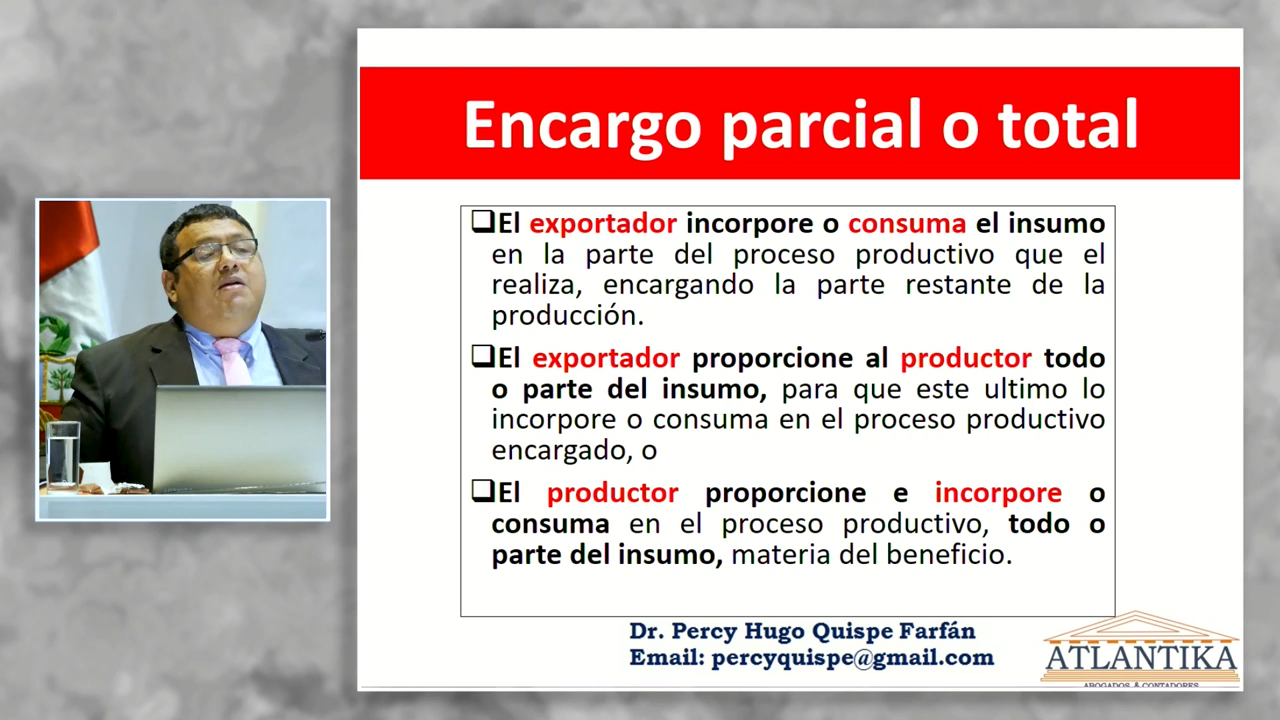 Encargo parcial o total
❑El exportador incorpore o consuma el insumo
en la parte del proceso productivo que el
realiza, encargando la parte restante de la
producción.
❑El exportador proporcione al productor todo
o parte del insumo, para que este ultimo lo
incorpore o consuma en el proceso productivo
encargado, o
❑El productor proporcione e incorpore o
consuma en el proceso productivo, todo o
parte del insumo, materia del beneficio.
Dr. Percy Hugo Quispe Farfán
Email: percyquispe@gmail.com
ATLANTIKA
ABOGADOS & CONTADORES